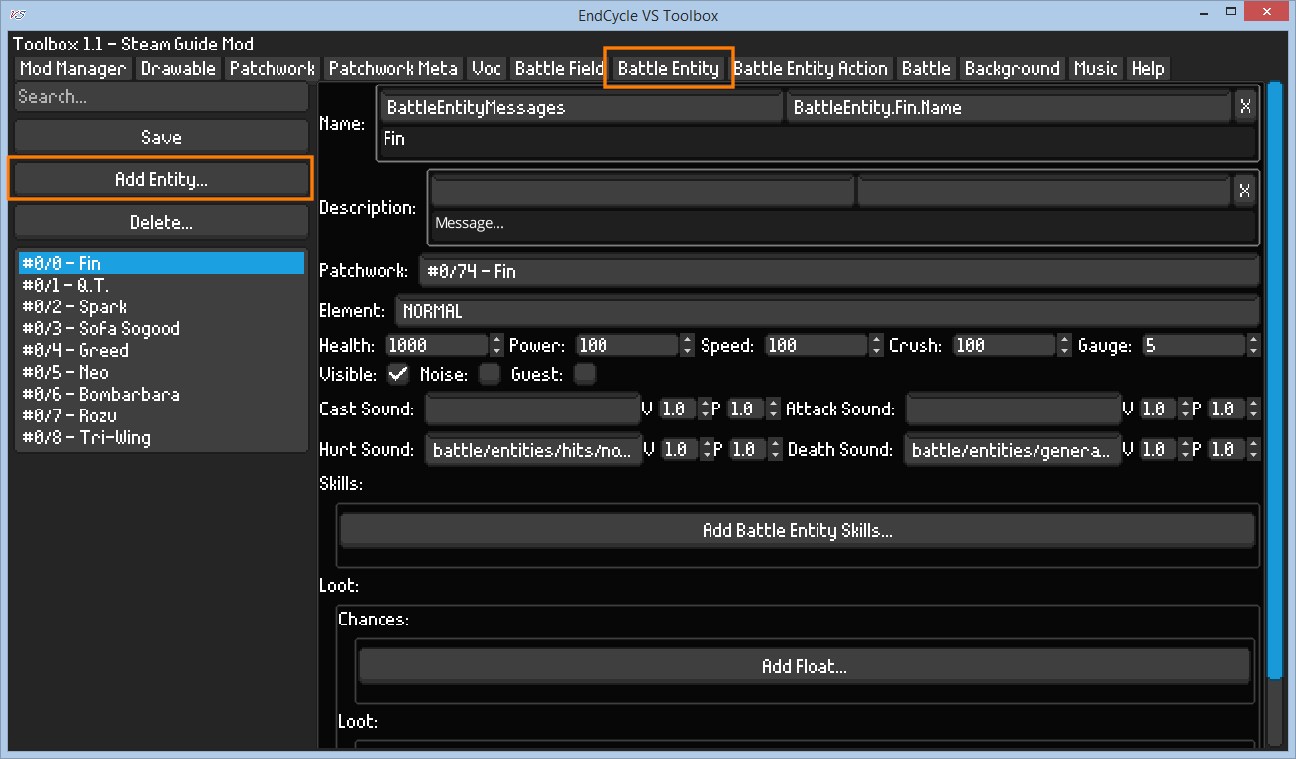 VS EndCycle VS Toolbox
Toolbox 1.1 - Steam Guide Mod
Mod Manager Drawable Patchwork Patchwork Meta Voc Battle Field Battle Entity Battle Entity Action Battle Background Music Help
Search...
Save
Add Entity...
Delete...
#0/0 - Fin
#0/1 - Q.T.
#0/2 - Spark
#0/3 - Sofa Sogood
#0/4 - Greed
#0/5 - Neo
#0/6 - Bombarbara
#0/7 - Rozu
#0/8 - Tri-Wing
Name: BattleEntityMessages BattleEntity.Fin.Name X
Fin
Description: X
Message...
Patchwork: #0/74 - Fin
Element: NORMAL
Health: 1000 Power: 100 Speed: 100 Crush: 100 Gauge: 5
Visible: Noise: Guest:
Cast Sound: V 1.0 P 1.0 Attack Sound: V 1.0 P 1.0
Hurt Sound: battle/entities/hits/no... V 1.0 P 1.0 Death Sound: battle/entities/genera... V 1.0 P 1.0
Skills:
Add Battle Entity Skills...
Loot:
Chances:
Add Float...
Loot: